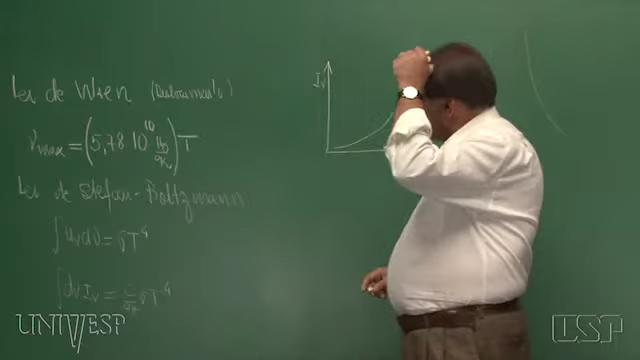 Lei de Wien (Deslocamento)
ν_max = (5,78 · 10^10 Hz/°K) T
Lei de Stefan-Boltzmann
∫ u_ν dν = σT^4
∫ dν I_ν = σT^4
I_ν
UNIVESP
USP